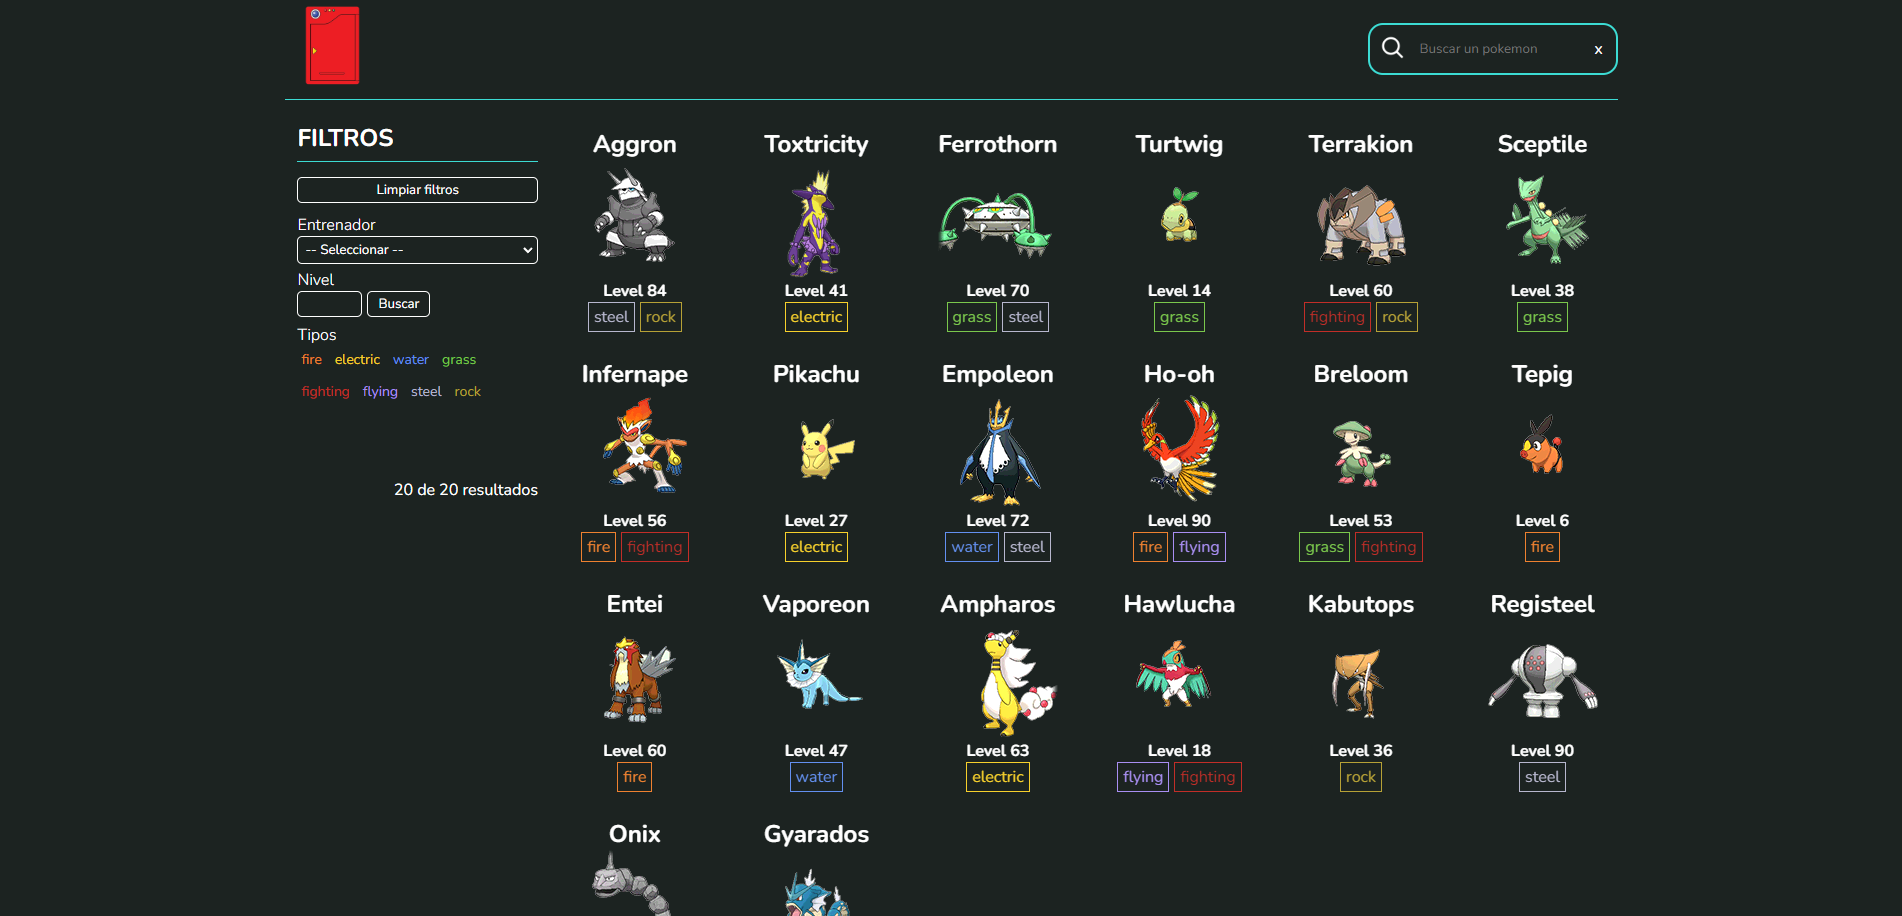 Buscar un pokemon x
FILTROS
Limpiar filtros
Entrenador
-- Seleccionar --
Nivel
Buscar
Tipos
fire electric water grass
fighting flying steel rock
20 de 20 resultados
Aggron Toxtricity Ferrothorn Turtwig Terrakion Sceptile
Level 84 Level 41 Level 70 Level 14 Level 60 Level 38
steel rock electric grass steel grass fighting rock grass
Infernape Pikachu Empoleon Ho-oh Breloom Tepig
Level 56 Level 27 Level 72 Level 90 Level 53 Level 6
fire fighting electric water steel fire flying grass fighting fire
Entei Vaporeon Ampharos Hawlucha Kabutops Registeel
Level 60 Level 47 Level 63 Level 18 Level 36 Level 90
fire water electric flying fighting rock steel
Onix Gyarados